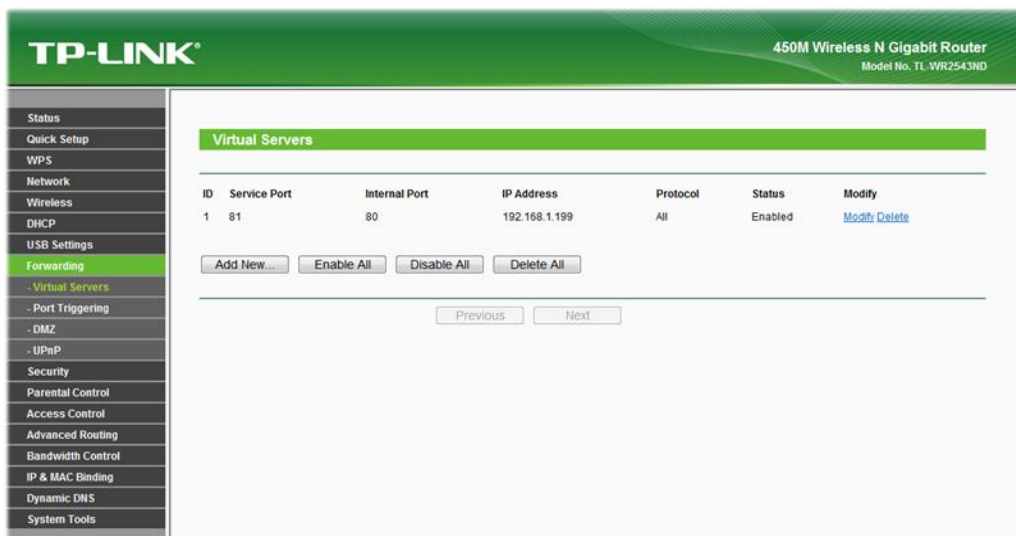 TP-LINK®
450M Wireless N Gigabit Router
Model No. TL-WR2543ND
Status
Quick Setup
WPS
Network
Wireless
DHCP
USB Settings
Forwarding
- Virtual Servers
- Port Triggering
- DMZ
- UPnP
Security
Parental Control
Access Control
Advanced Routing
Bandwidth Control
IP & MAC Binding
Dynamic DNS
System Tools
Virtual Servers
ID Service Port Internal Port IP Address Protocol Status Modify
1 81 80 192.168.1.199 All Enabled Modify Delete
Add New... Enable All Disable All Delete All
Previous Next